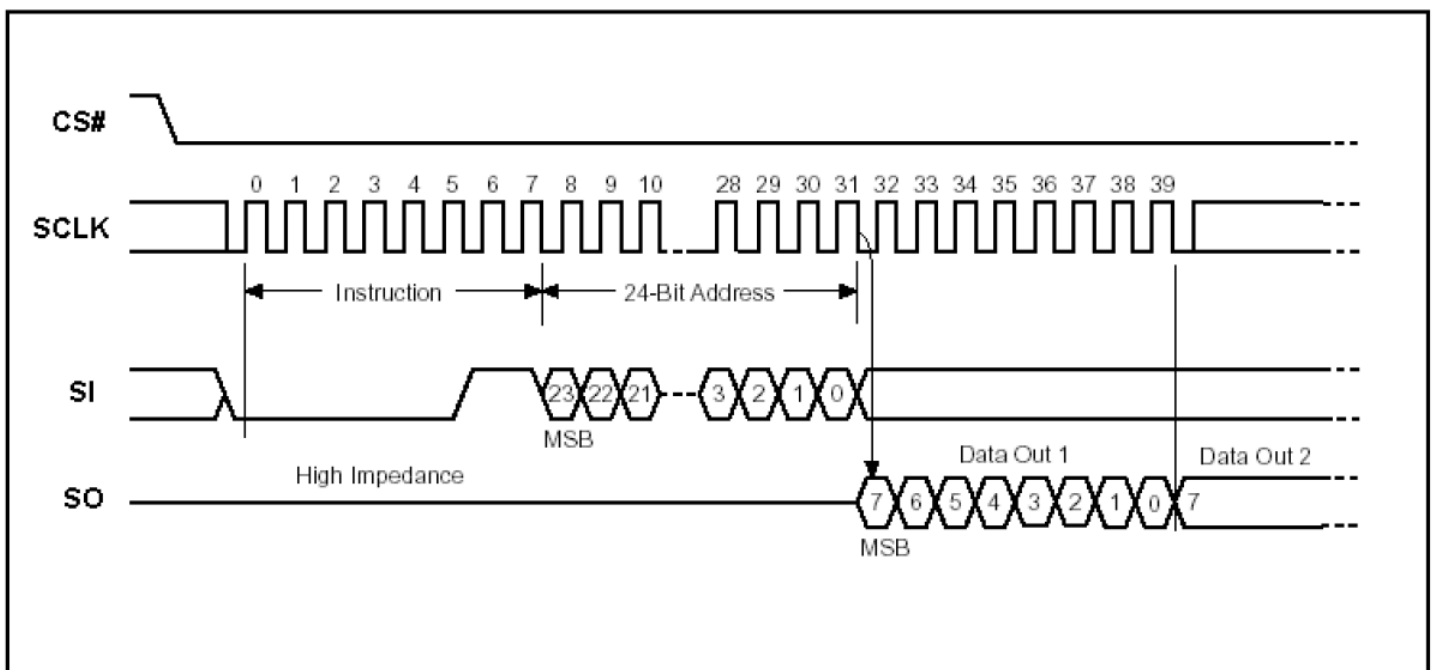 CS#
0 1 2 3 4 5 6 7 8 9 10 28 29 30 31 32 33 34 35 36 37 38 39
SCLK
Instruction 24-Bit Address
SI 23 22 21 3 2 1 0
MSB
High Impedance Data Out 1 Data Out 2
SO 7 6 5 4 3 2 1 0 7
MSB